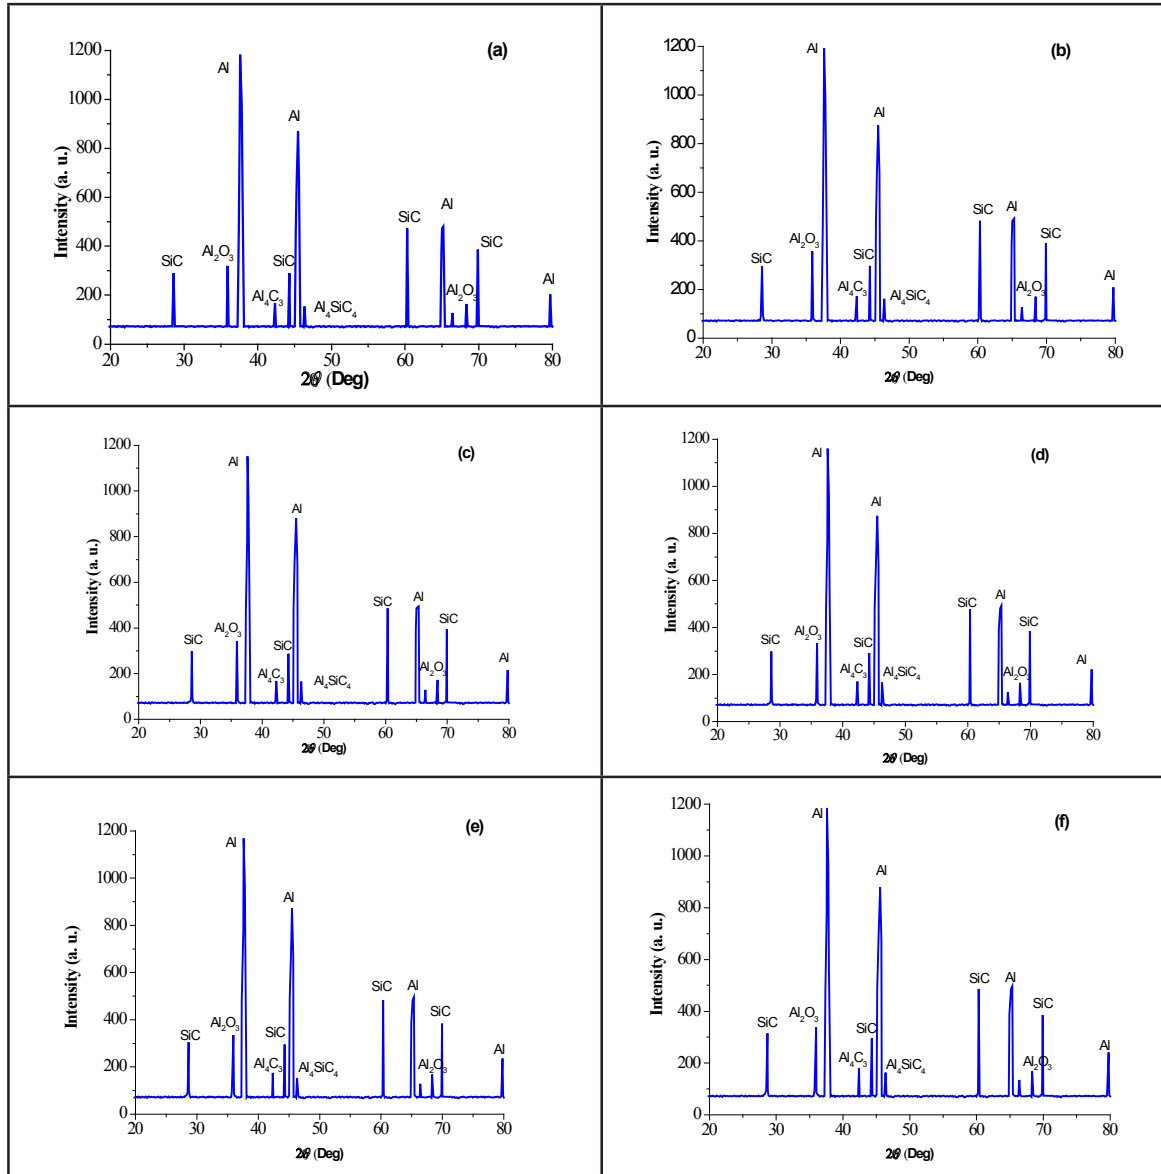 (a)
Intensity (a. u.)
1200
1000
800
600
400
200
0
Al
Al
SiC
Al₂O₃
Al₄C₃
SiC
Al₄SiC₄
SiC
Al
Al₂O₃
SiC
Al
20 30 40 50 60 70 80
2θ (Deg)
(b)
Intensity (a. u.)
1200
1000
800
600
400
200
0
Al
Al
SiC
Al₂O₃
Al₄C₃
SiC
Al₄SiC₄
SiC
Al
Al₂O₃
SiC
Al
20 30 40 50 60 70 80
2θ (Deg)
(c)
Intensity (a. u.)
1200
1000
800
600
400
200
0
Al
Al
SiC
Al₂O₃
Al₄C₃
SiC
Al₄SiC₄
SiC
Al
Al₂O₃
SiC
Al
20 30 40 50 60 70 80
2θ (Deg)
(d)
Intensity (a. u.)
1200
1000
800
600
400
200
0
Al
Al
SiC
Al₂O₃
Al₄C₃
SiC
Al₄SiC₄
SiC
Al
Al₂O₃
SiC
Al
20 30 40 50 60 70 80
2θ (Deg)
(e)
Intensity (a. u.)
1200
1000
800
600
400
200
0
Al
Al
SiC
Al₂O₃
Al₄C₃
SiC
Al₄SiC₄
SiC
Al
Al₂O₃
SiC
Al
20 30 40 50 60 70 80
2θ (Deg)
(f)
Intensity (a. u.)
1200
1000
800
600
400
200
0
Al
Al
SiC
Al₂O₃
Al₄C₃
SiC
Al₄SiC₄
SiC
Al
Al₂O₃
SiC
Al
20 30 40 50 60 70 80
2θ (Deg)